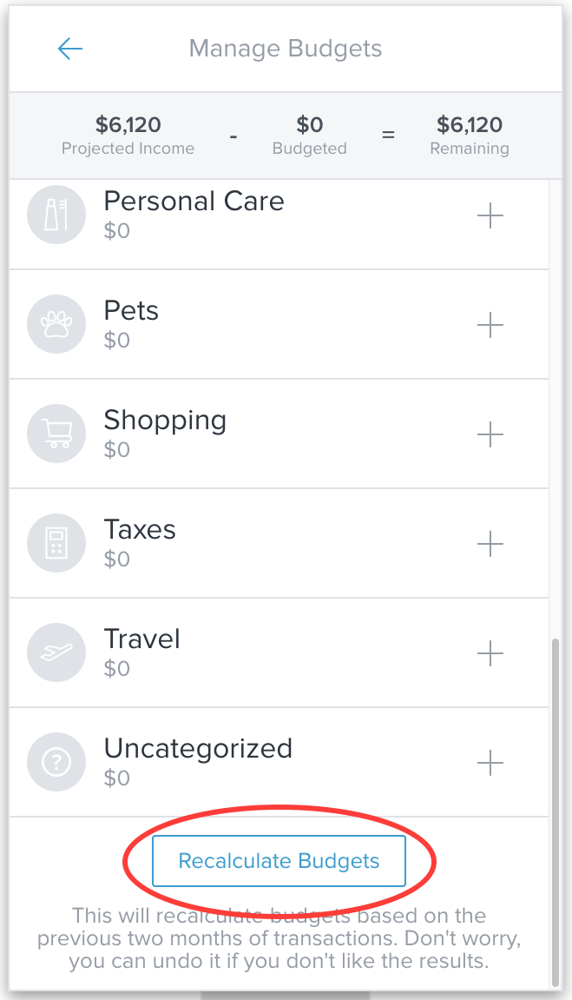 Manage Budgets
$6,120 - $0 = $6,120
Projected Income Budgeted Remaining
Personal Care
$0
Pets
$0
Shopping
$0
Taxes
$0
Travel
$0
?
Uncategorized
$0
Recalculate Budgets
This will recalculate budgets based on the
previous two months of transactions. Don't worry,
you can undo it if you don't like the results.